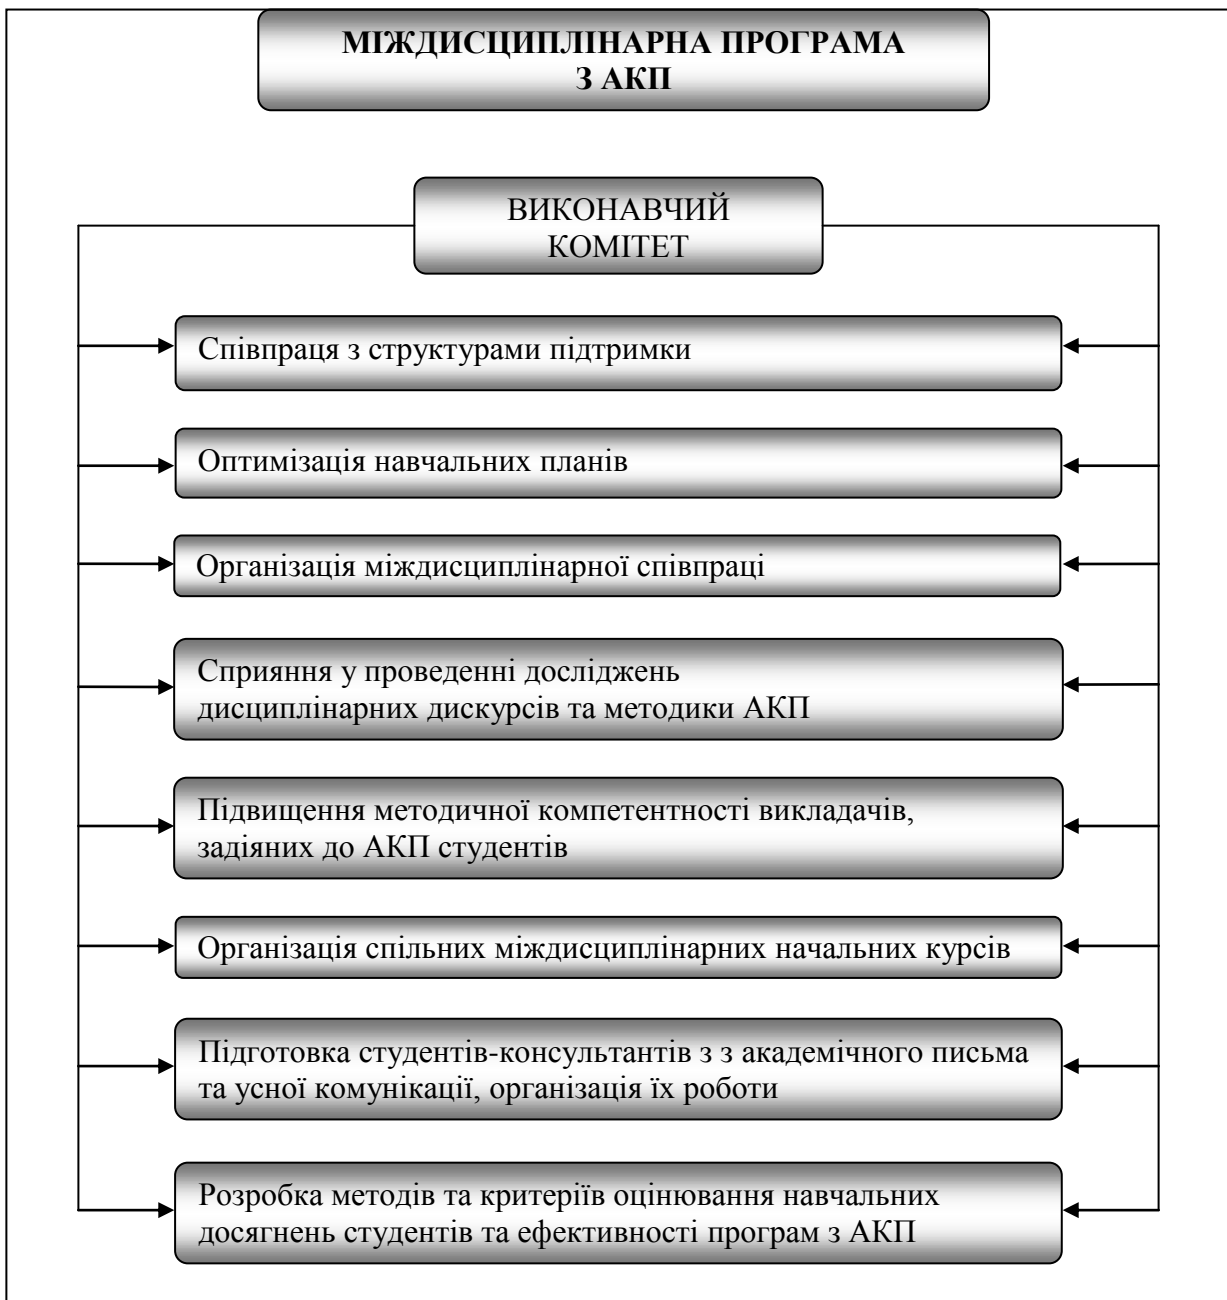 МІЖДИСЦИПЛІНАРНА ПРОГРАМА
З АКП
ВИКОНАВЧИЙ
КОМІТЕТ
Співпраця з структурами підтримки
Оптимізація навчальних планів
Організація міждисциплінарної співпраці
Сприяння у проведенні досліджень
дисциплінарних дискурсів та методики АКП
Підвищення методичної компетентності викладачів,
задіяних до АКП студентів
Організація спільних міждисциплінарних начальних курсів
Підготовка студентів-консультантів з з академічного письма
та усної комунікації, організація їх роботи
Розробка методів та критеріїв оцінювання навчальних
досягнень студентів та ефективності програм з АКП